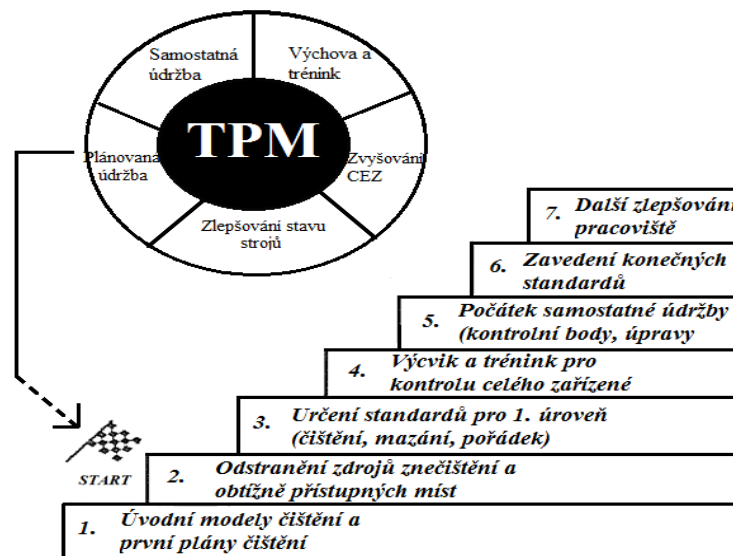 Samostatná
údržba
Výchova a
trénink
TPM
Plánovaná
údržba
Zvyšování
CEZ
Zlepšování stavu
strojů
7. Další zlepšování
pracoviště
6. Zavedení konečných
standardů
5. Počátek samostatné údržby
(kontrolní body, úpravy
4. Výcvik a trénink pro
kontrolu celého zařízené
3. Určení standardů pro 1. úroveň
(čištění, mazání, pořádek)
START
2. Odstranění zdrojů znečištění a
obtížně přístupných míst
1. Úvodní modely čištění a
první plány čištění